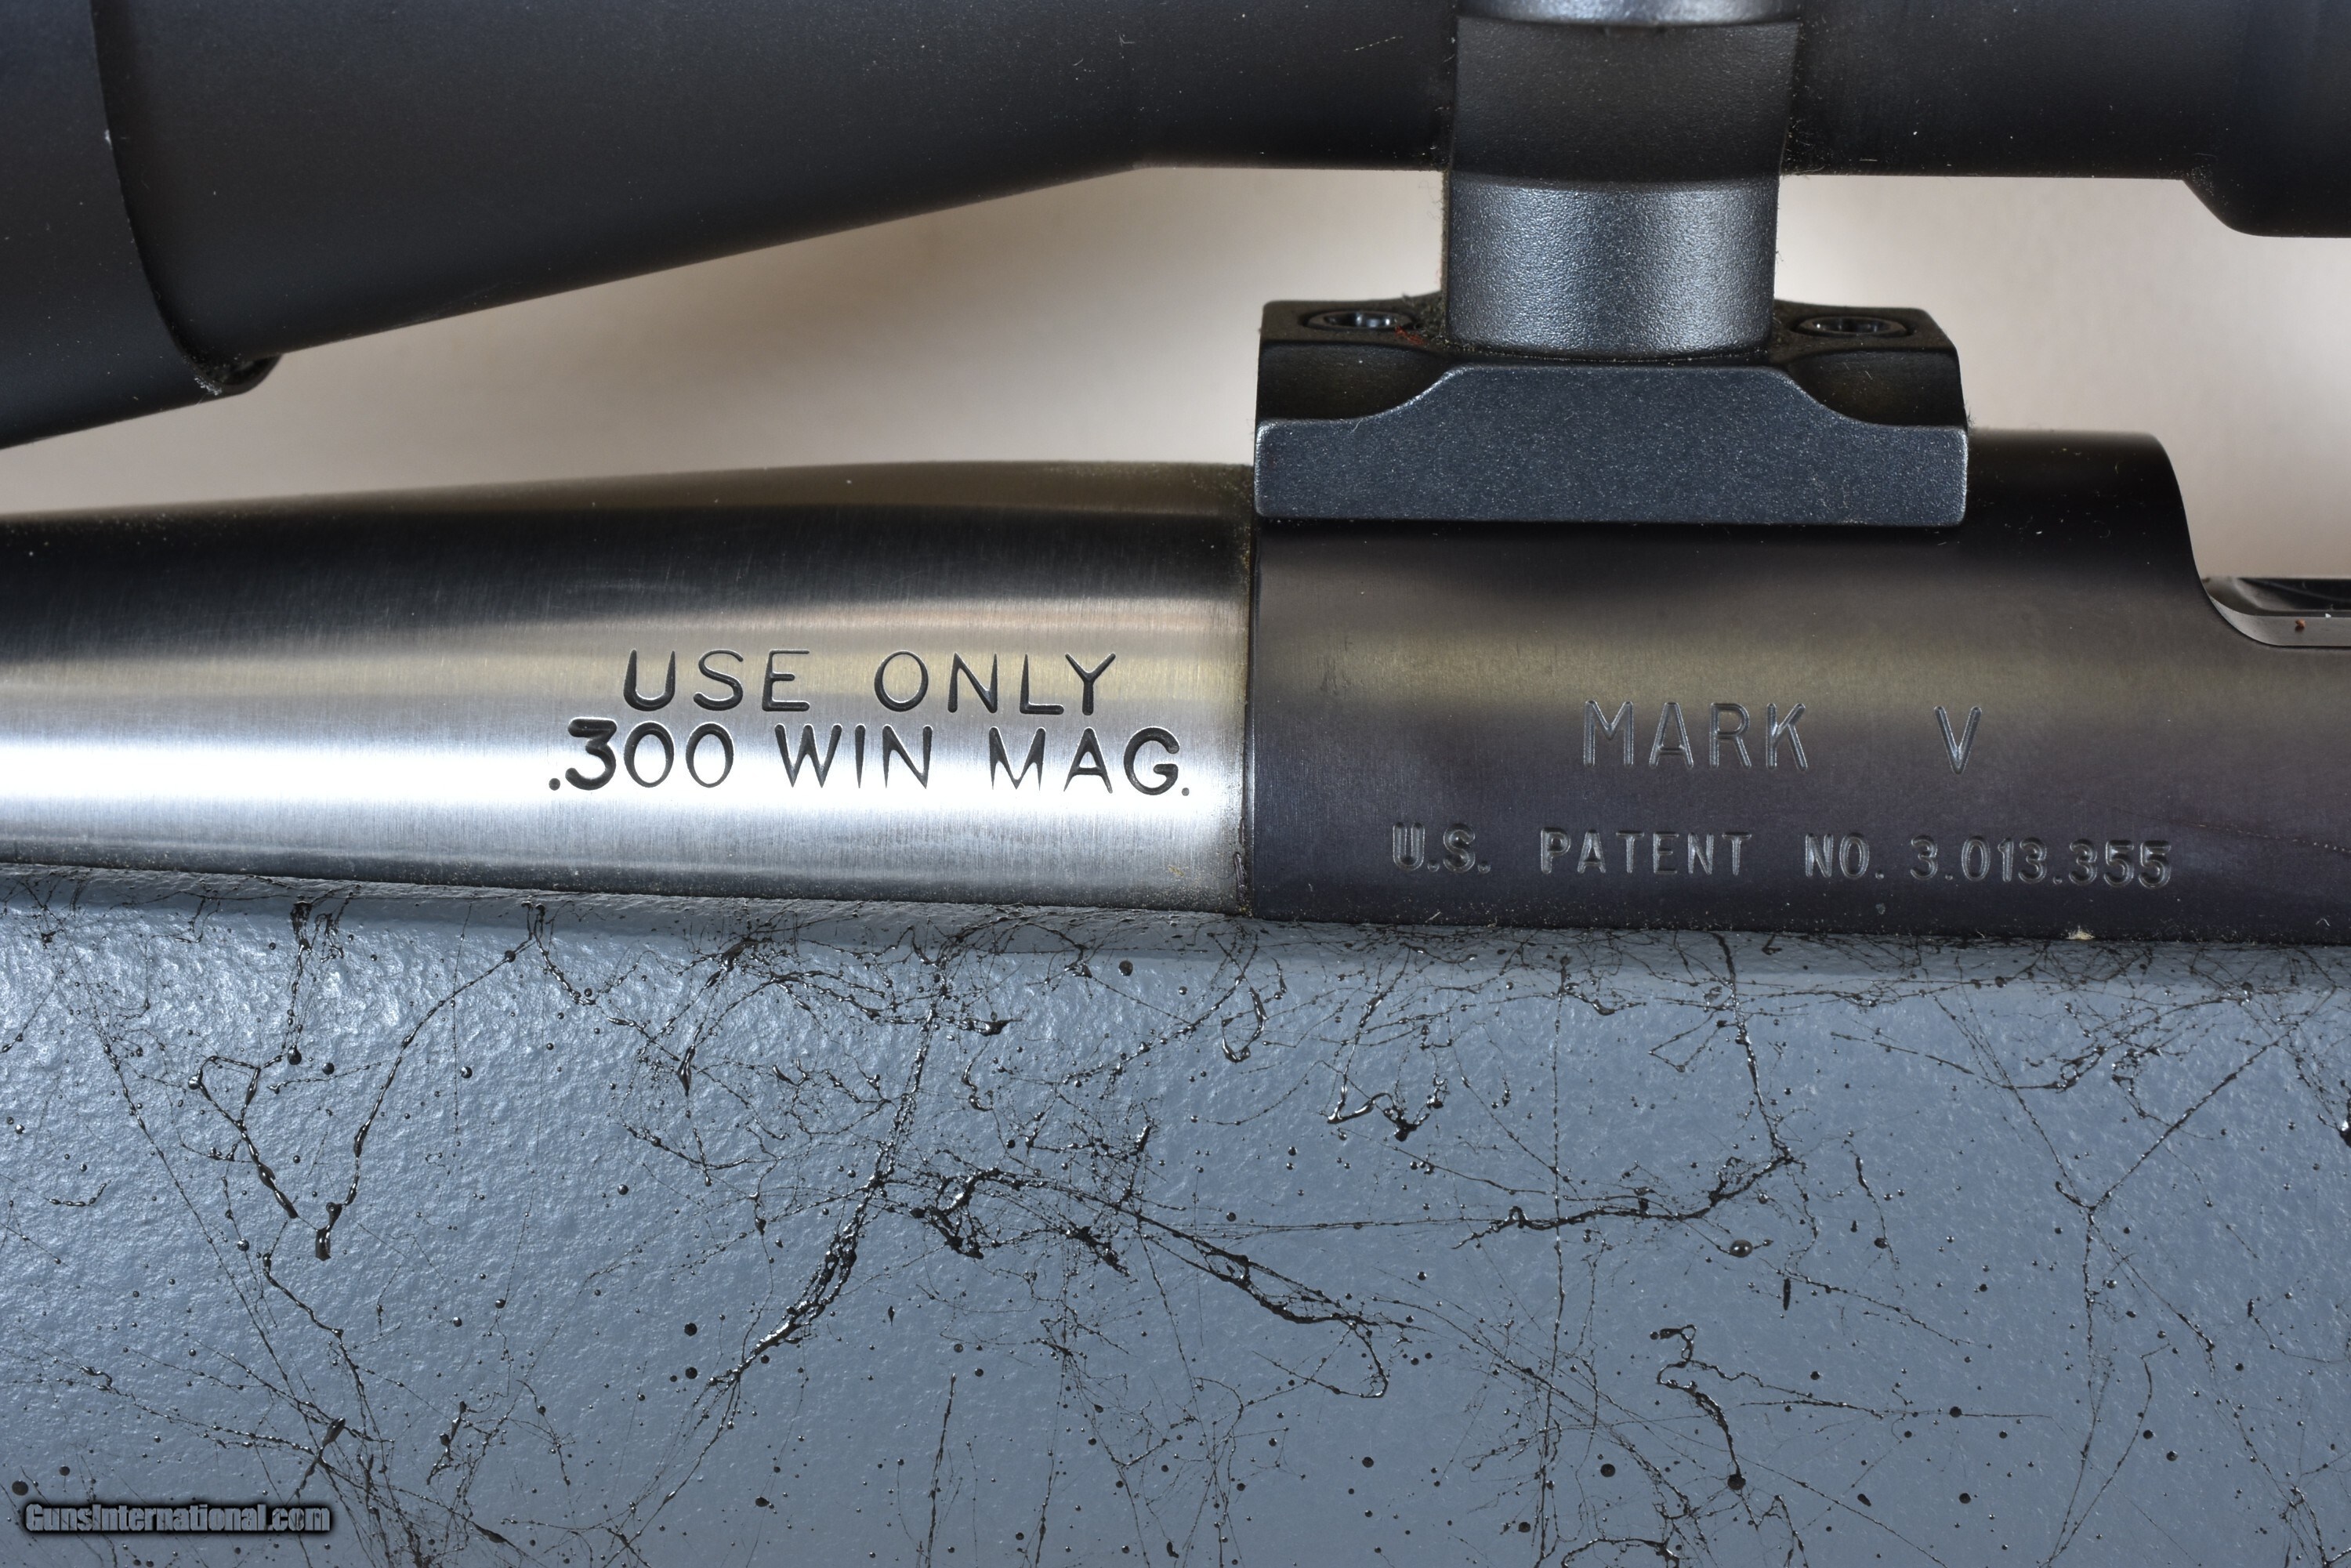 USE ONLY
.300 WIN MAG.
MARK V
U.S. PATENT NO. 3.013.355
GunsInternational.com